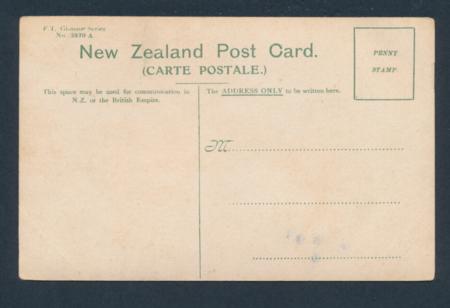 F.T. Series
No. 3870 A
New Zealand Post Card.
(CARTE POSTALE.)
PENNY
STAMP.
This space may be used for communication in
N.Z. or the British Empire.
The ADDRESS ONLY to be written here.
M